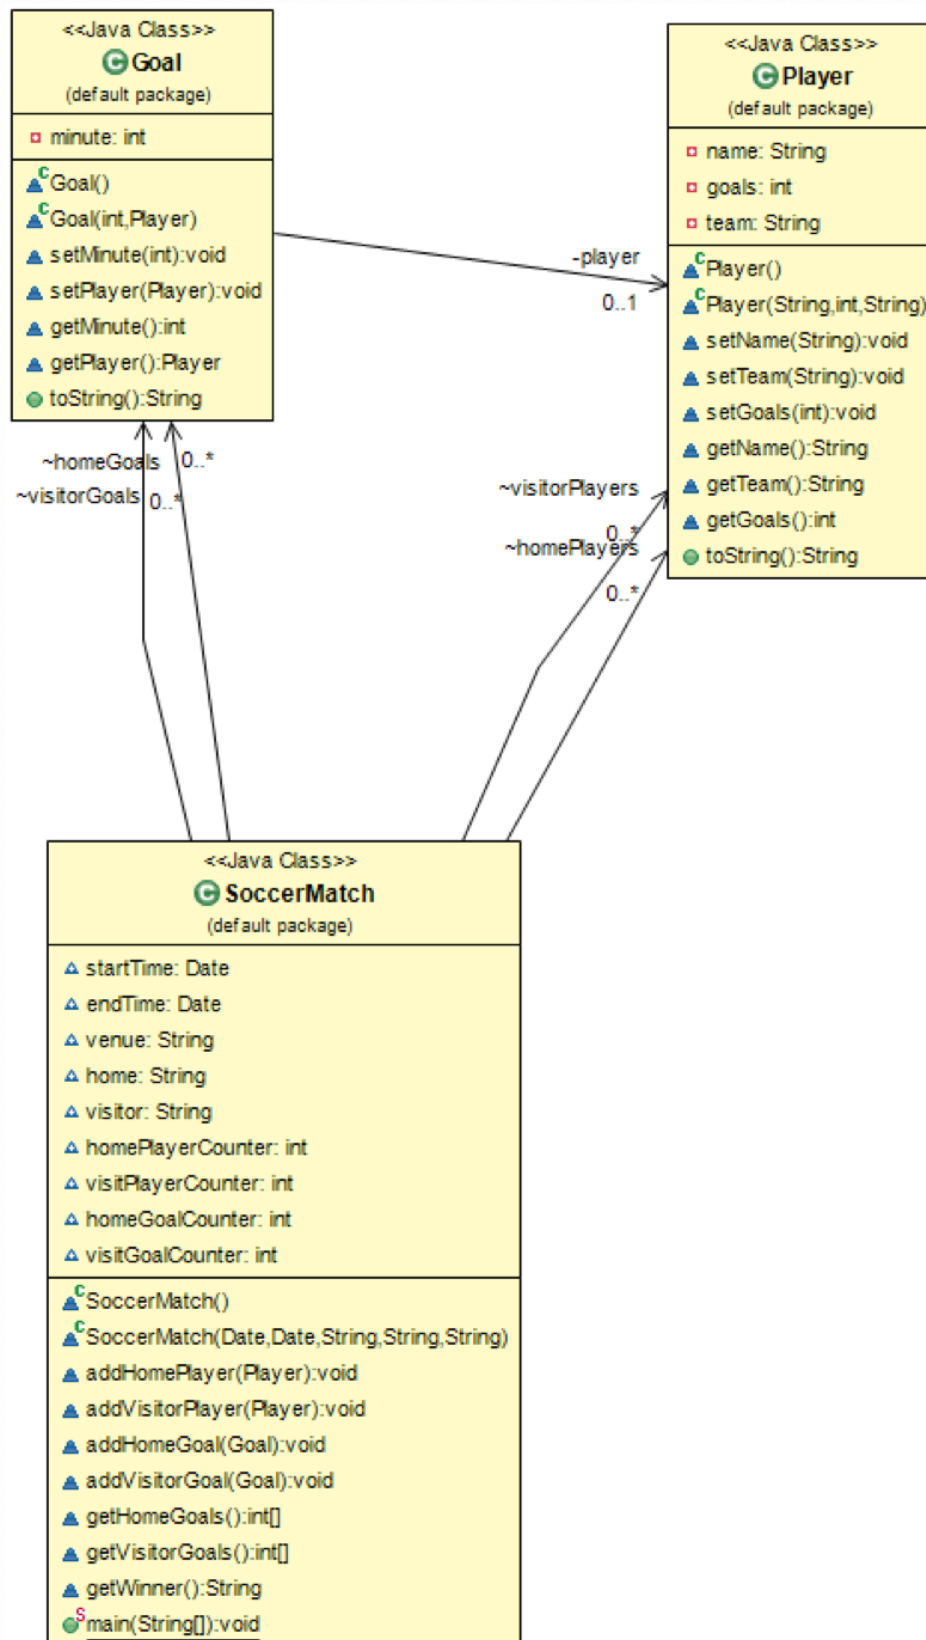 <<Java Class>>
Goal
(default package)
minute: int
Goal()
Goal(int,Player)
setMinute(int):void
setPlayer(Player):void
getMinute():int
getPlayer():Player
toString():String
<<Java Class>>
Player
(default package)
name: String
goals: int
team: String
Player()
Player(String,int,String)
setName(String):void
setTeam(String):void
setGoals(int):void
getName():String
getTeam():String
getGoals():int
toString():String
-player
0..1
~homeGoals 0..*
~visitorGoals 0..*
~visitorPlayers
0..*
~homePlayers
0..*
<<Java Class>>
SoccerMatch
(default package)
startTime: Date
endTime: Date
venue: String
home: String
visitor: String
homePlayerCounter: int
visitPlayerCounter: int
homeGoalCounter: int
visitGoalCounter: int
SoccerMatch()
SoccerMatch(Date,Date,String,String,String)
addHomePlayer(Player):void
addVisitorPlayer(Player):void
addHomeGoal(Goal):void
addVisitorGoal(Goal):void
getHomeGoals():int[]
getVisitorGoals():int[]
getWinner():String
main(String[]):void